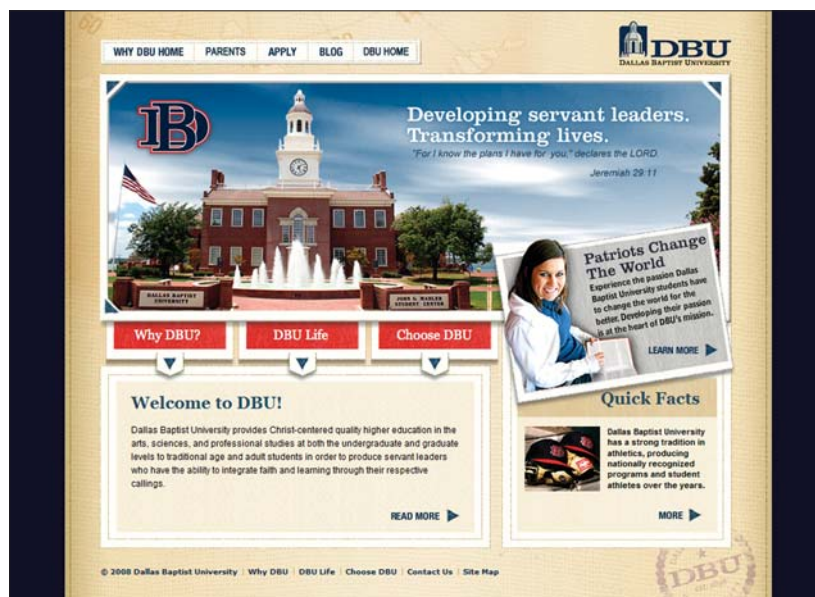 WHY DBU HOME
PARENTS
APPLY
BLOG
DBU HOME
DBU
DALLAS BAPTIST UNIVERSITY
DB
Developing servant leaders.
Transforming lives.
"For I know the plans I have for you," declares the LORD.
Jeremiah 29:11
DALLAS BAPTIST
UNIVERSITY
JOHN G. MAHLER
STUDENT CENTER
Patriots Change
The World
Experience the passion Dallas
Baptist University students have
to change the world for the
better. Developing their passion
is at the heart of DBU's mission.
LEARN MORE
Why DBU?
DBU Life
Choose DBU
Welcome to DBU!
Dallas Baptist University provides Christ-centered quality higher education in the
arts, sciences, and professional studies at both the undergraduate and graduate
levels to traditional age and adult students in order to produce servant leaders
who have the ability to integrate faith and learning through their respective
callings.
READ MORE
Quick Facts
Dallas Baptist University
has a strong tradition in
athletics, producing
nationally recognized
programs and student
athletes over the years.
MORE
© 2008 Dallas Baptist University | Why DBU | DBU Life | Choose DBU | Contact Us | Site Map
DBU